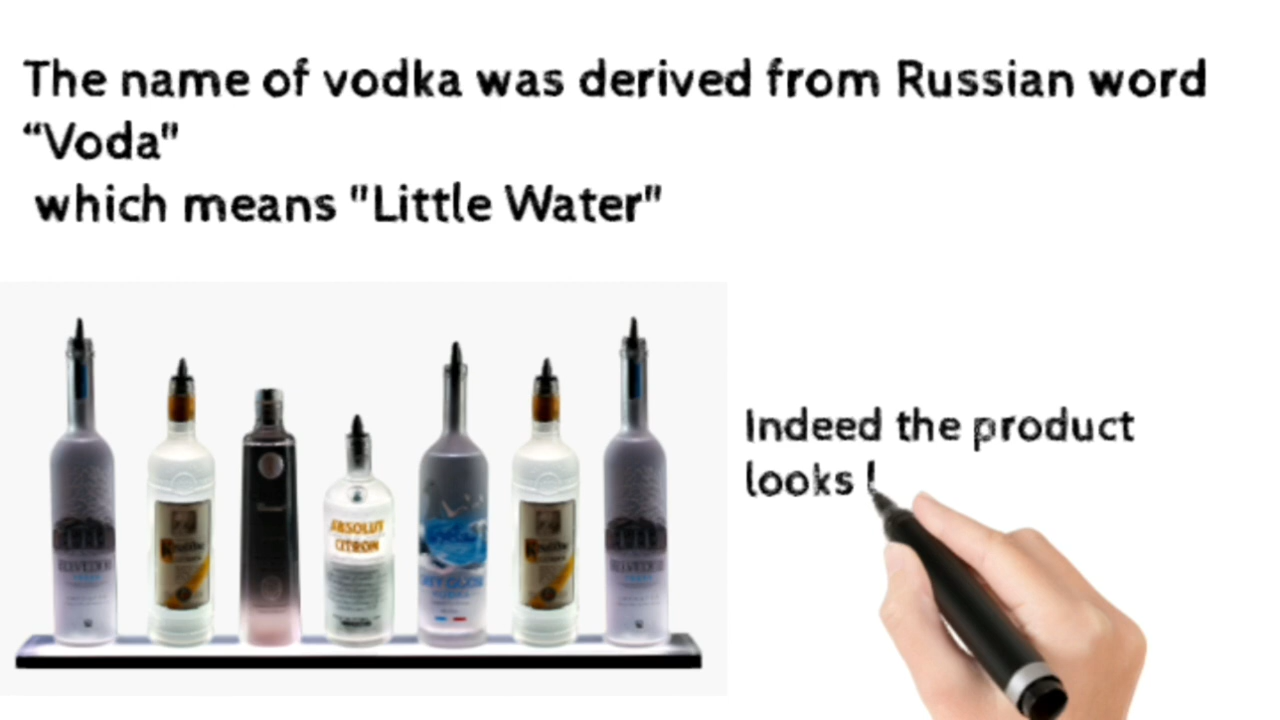 The name of vodka was derived from Russian word
“Voda"
which means "Little Water"
Indeed the product
looks
ABSOLUT
CITRON